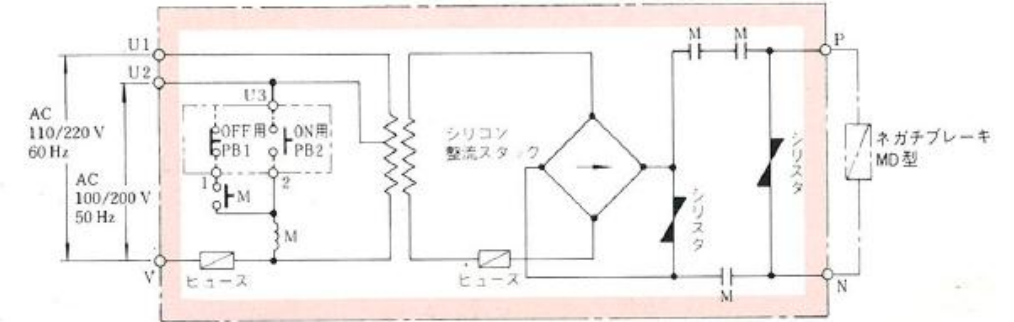 U1
U2
U3
AC
110/220 V
60 Hz
AC
100/200 V
50 Hz
OFF用
PB1
ON用
PB2
1
2
M
M
V
ヒューズ
シリコン
整流スタック
ヒューズ
M
M
シリスタ
シリスタ
M
P
N
ネガチブレーキ
MD型